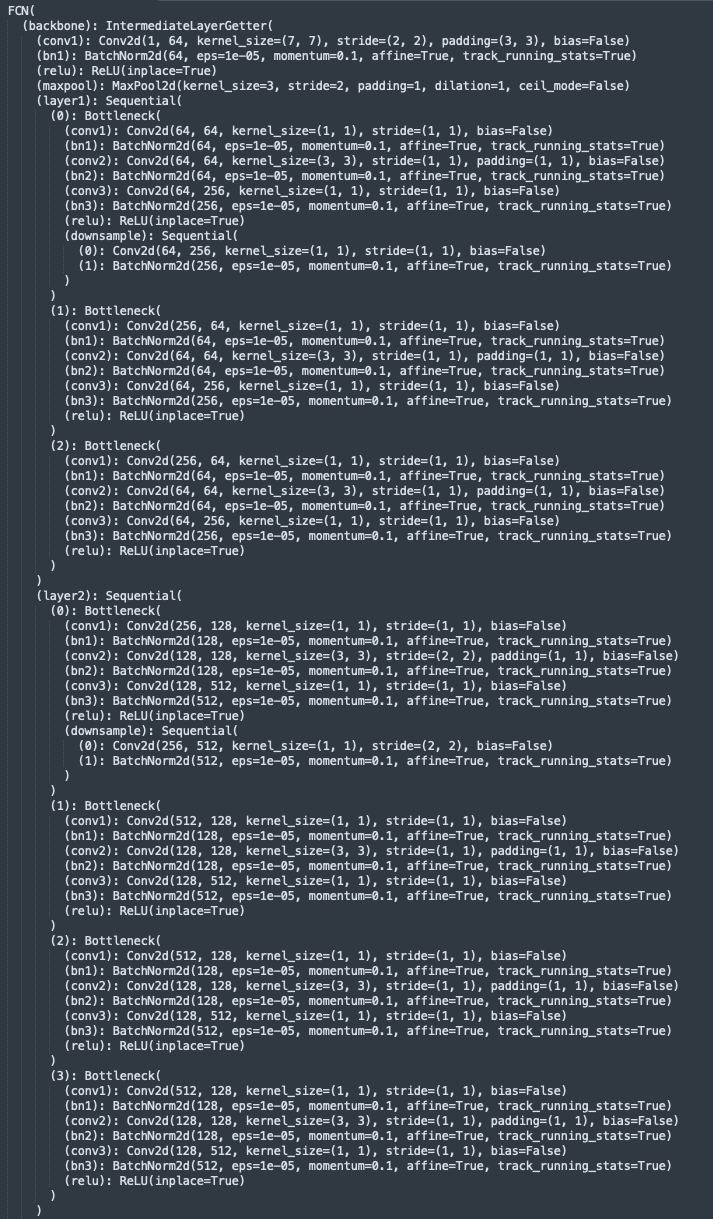 FCN(
  (backbone): IntermediateLayerGetter(
    (conv1): Conv2d(1, 64, kernel_size=(7, 7), stride=(2, 2), padding=(3, 3), bias=False)
    (bn1): BatchNorm2d(64, eps=1e-05, momentum=0.1, affine=True, track_running_stats=True)
    (relu): ReLU(inplace=True)
    (maxpool): MaxPool2d(kernel_size=3, stride=2, padding=1, dilation=1, ceil_mode=False)
    (layer1): Sequential(
      (0): Bottleneck(
        (conv1): Conv2d(64, 64, kernel_size=(1, 1), stride=(1, 1), bias=False)
        (bn1): BatchNorm2d(64, eps=1e-05, momentum=0.1, affine=True, track_running_stats=True)
        (conv2): Conv2d(64, 64, kernel_size=(3, 3), stride=(1, 1), padding=(1, 1), bias=False)
        (bn2): BatchNorm2d(64, eps=1e-05, momentum=0.1, affine=True, track_running_stats=True)
        (conv3): Conv2d(64, 256, kernel_size=(1, 1), stride=(1, 1), bias=False)
        (bn3): BatchNorm2d(256, eps=1e-05, momentum=0.1, affine=True, track_running_stats=True)
        (relu): ReLU(inplace=True)
        (downsample): Sequential(
          (0): Conv2d(64, 256, kernel_size=(1, 1), stride=(1, 1), bias=False)
          (1): BatchNorm2d(256, eps=1e-05, momentum=0.1, affine=True, track_running_stats=True)
        )
      )
      (1): Bottleneck(
        (conv1): Conv2d(256, 64, kernel_size=(1, 1), stride=(1, 1), bias=False)
        (bn1): BatchNorm2d(64, eps=1e-05, momentum=0.1, affine=True, track_running_stats=True)
        (conv2): Conv2d(64, 64, kernel_size=(3, 3), stride=(1, 1), padding=(1, 1), bias=False)
        (bn2): BatchNorm2d(64, eps=1e-05, momentum=0.1, affine=True, track_running_stats=True)
        (conv3): Conv2d(64, 256, kernel_size=(1, 1), stride=(1, 1), bias=False)
        (bn3): BatchNorm2d(256, eps=1e-05, momentum=0.1, affine=True, track_running_stats=True)
        (relu): ReLU(inplace=True)
      )
      (2): Bottleneck(
        (conv1): Conv2d(256, 64, kernel_size=(1, 1), stride=(1, 1), bias=False)
        (bn1): BatchNorm2d(64, eps=1e-05, momentum=0.1, affine=True, track_running_stats=True)
        (conv2): Conv2d(64, 64, kernel_size=(3, 3), stride=(1, 1), padding=(1, 1), bias=False)
        (bn2): BatchNorm2d(64, eps=1e-05, momentum=0.1, affine=True, track_running_stats=True)
        (conv3): Conv2d(64, 256, kernel_size=(1, 1), stride=(1, 1), bias=False)
        (bn3): BatchNorm2d(256, eps=1e-05, momentum=0.1, affine=True, track_running_stats=True)
        (relu): ReLU(inplace=True)
      )
    )
    (layer2): Sequential(
      (0): Bottleneck(
        (conv1): Conv2d(256, 128, kernel_size=(1, 1), stride=(1, 1), bias=False)
        (bn1): BatchNorm2d(128, eps=1e-05, momentum=0.1, affine=True, track_running_stats=True)
        (conv2): Conv2d(128, 128, kernel_size=(3, 3), stride=(2, 2), padding=(1, 1), bias=False)
        (bn2): BatchNorm2d(128, eps=1e-05, momentum=0.1, affine=True, track_running_stats=True)
        (conv3): Conv2d(128, 512, kernel_size=(1, 1), stride=(1, 1), bias=False)
        (bn3): BatchNorm2d(512, eps=1e-05, momentum=0.1, affine=True, track_running_stats=True)
        (relu): ReLU(inplace=True)
        (downsample): Sequential(
          (0): Conv2d(256, 512, kernel_size=(1, 1), stride=(2, 2), bias=False)
          (1): BatchNorm2d(512, eps=1e-05, momentum=0.1, affine=True, track_running_stats=True)
        )
      )
      (1): Bottleneck(
        (conv1): Conv2d(512, 128, kernel_size=(1, 1), stride=(1, 1), bias=False)
        (bn1): BatchNorm2d(128, eps=1e-05, momentum=0.1, affine=True, track_running_stats=True)
        (conv2): Conv2d(128, 128, kernel_size=(3, 3), stride=(1, 1), padding=(1, 1), bias=False)
        (bn2): BatchNorm2d(128, eps=1e-05, momentum=0.1, affine=True, track_running_stats=True)
        (conv3): Conv2d(128, 512, kernel_size=(1, 1), stride=(1, 1), bias=False)
        (bn3): BatchNorm2d(512, eps=1e-05, momentum=0.1, affine=True, track_running_stats=True)
        (relu): ReLU(inplace=True)
      )
      (2): Bottleneck(
        (conv1): Conv2d(512, 128, kernel_size=(1, 1), stride=(1, 1), bias=False)
        (bn1): BatchNorm2d(128, eps=1e-05, momentum=0.1, affine=True, track_running_stats=True)
        (conv2): Conv2d(128, 128, kernel_size=(3, 3), stride=(1, 1), padding=(1, 1), bias=False)
        (bn2): BatchNorm2d(128, eps=1e-05, momentum=0.1, affine=True, track_running_stats=True)
        (conv3): Conv2d(128, 512, kernel_size=(1, 1), stride=(1, 1), bias=False)
        (bn3): BatchNorm2d(512, eps=1e-05, momentum=0.1, affine=True, track_running_stats=True)
        (relu): ReLU(inplace=True)
      )
      (3): Bottleneck(
        (conv1): Conv2d(512, 128, kernel_size=(1, 1), stride=(1, 1), bias=False)
        (bn1): BatchNorm2d(128, eps=1e-05, momentum=0.1, affine=True, track_running_stats=True)
        (conv2): Conv2d(128, 128, kernel_size=(3, 3), stride=(1, 1), padding=(1, 1), bias=False)
        (bn2): BatchNorm2d(128, eps=1e-05, momentum=0.1, affine=True, track_running_stats=True)
        (conv3): Conv2d(128, 512, kernel_size=(1, 1), stride=(1, 1), bias=False)
        (bn3): BatchNorm2d(512, eps=1e-05, momentum=0.1, affine=True, track_running_stats=True)
        (relu): ReLU(inplace=True)
      )
    )